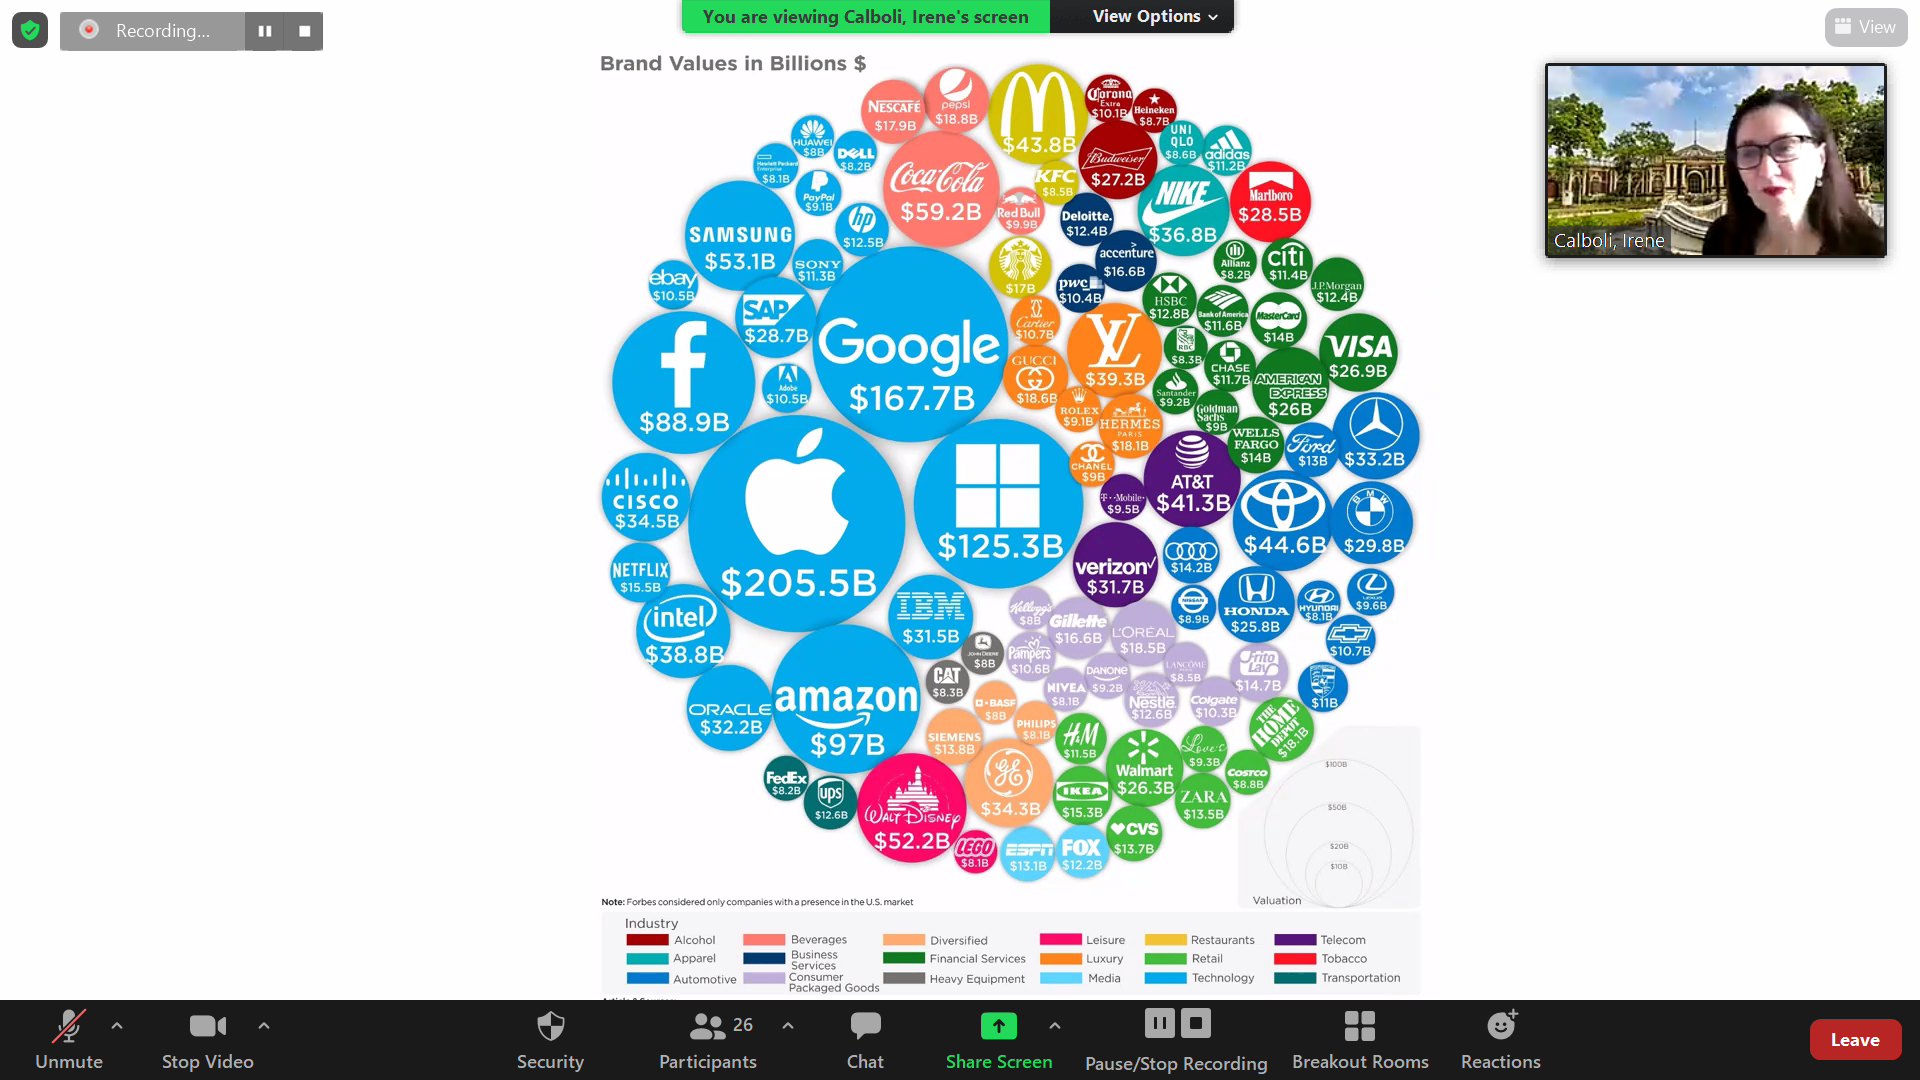 Recording...
You are viewing Calboli, Irene's screen
View Options
View
Brand Values in Billions $
Calboli, Irene
NESCAFÉ
$17.9B
pepsi
$18.8B
$43.8B
Corona
Extra
$10.1B
Heineken
$8.7B
HUAWEI
$8B
DELL
$8.2B
Hewlett Packard
Enterprise
$8.1B
PayPal
$9.1B
hp
$12.5B
Coca-Cola
$59.2B
KFC
$8.5B
Budweiser
$27.2B
UNI
QLO
$8.6B
adidas
$11.2B
Red Bull
$9.9B
Deloitte.
$12.4B
NIKE
$36.8B
Marlboro
$28.5B
SAMSUNG
$53.1B
SONY
$11.3B
ebay
$10.5B
SAP
$28.7B
$17B
accenture
$16.6B
pwc
$10.4B
Allianz
$8.2B
citi
$11.4B
J.P.Morgan
$12.4B
HSBC
$12.8B
Bank of America
$11.6B
MasterCard
$14B
f
$88.9B
Adobe
$10.5B
Google
$167.7B
Cartier
$10.7B
GUCCI
$18.6B
LV
$39.3B
RBC
$8.3B
CHASE
$11.7B
VISA
$26.9B
Santander
$9.2B
AMERICAN
EXPRESS
$26B
ROLEX
$9.1B
HERMÈS
PARIS
$18.1B
Goldman
Sachs
$9B
WELLS
FARGO
$14B
Ford
$13B
$33.2B
CHANEL
$9B
CISCO
$34.5B
$205.5B
$125.3B
T··Mobile·
$9.5B
AT&T
$41.3B
$44.6B
BMW
$29.8B
NETFLIX
$15.5B
intel
$38.8B
IBM
$31.5B
verizon
$31.7B
$14.2B
NISSAN
$8.9B
HONDA
$25.8B
HYUNDAI
$8.1B
LEXUS
$9.6B
$10.7B
$11B
Kellogg's
$8B
Gillette
$16.6B
L'ORÉAL
$18.5B
JOHN DEERE
$8B
Pampers
$10.6B
CAT
$8.3B
NIVEA
$8.1B
DANONE
$9.2B
LANCÔME
$8.5B
Frito
Lay
$14.7B
Nestle
$12.6B
Colgate
$10.3B
ORACLE
$32.2B
amazon
$97B
BASF
$8B
SIEMENS
$13.8B
PHILIPS
$8.1B
H&M
$11.5B
Walmart
$26.3B
Love's
$9.3B
THE
HOME
DEPOT
$18.1B
COSTCO
$8.8B
FedEx
$8.2B
ups
$12.6B
WALT DISNEY
$52.2B
GE
$34.3B
IKEA
$15.3B
ZARA
$13.5B
LEGO
$8.1B
ESPN
$13.1B
FOX
$12.2B
CVS
$13.7B
$100B
$50B
$20B
$10B
Valuation
Note: Forbes considered only companies with a presence in the U.S. market
Industry
Alcohol
Beverages
Diversified
Leisure
Restaurants
Telecom
Apparel
Business
Services
Financial Services
Luxury
Retail
Tobacco
Automotive
Consumer
Packaged Goods
Heavy Equipment
Media
Technology
Transportation
26
Unmute
Stop Video
Security
Participants
Chat
Share Screen
Pause/Stop Recording
Breakout Rooms
Reactions
Leave